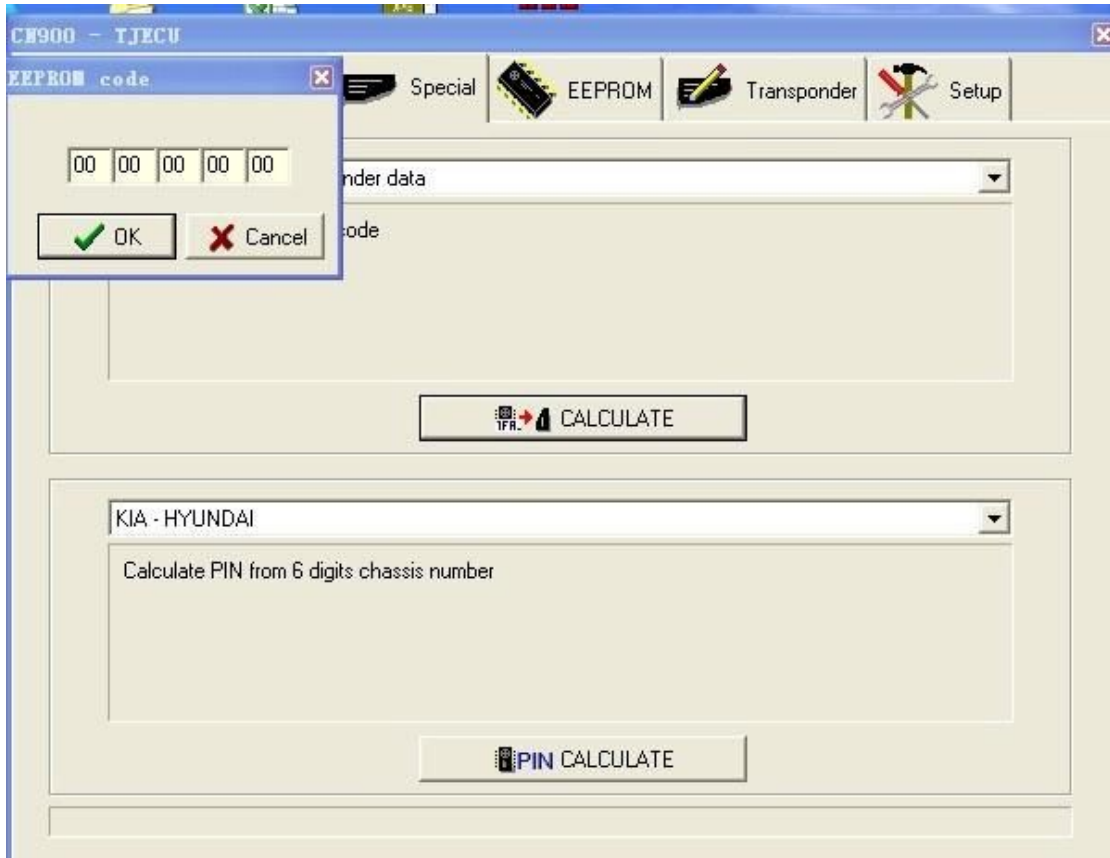 CN900 - TJECU
EEPROM code
Special
EEPROM
Transponder
Setup
00 00 00 00 00
nder data
OK
Cancel
code
CALCULATE
KIA - HYUNDAI
Calculate PIN from 6 digits chassis number
PIN CALCULATE